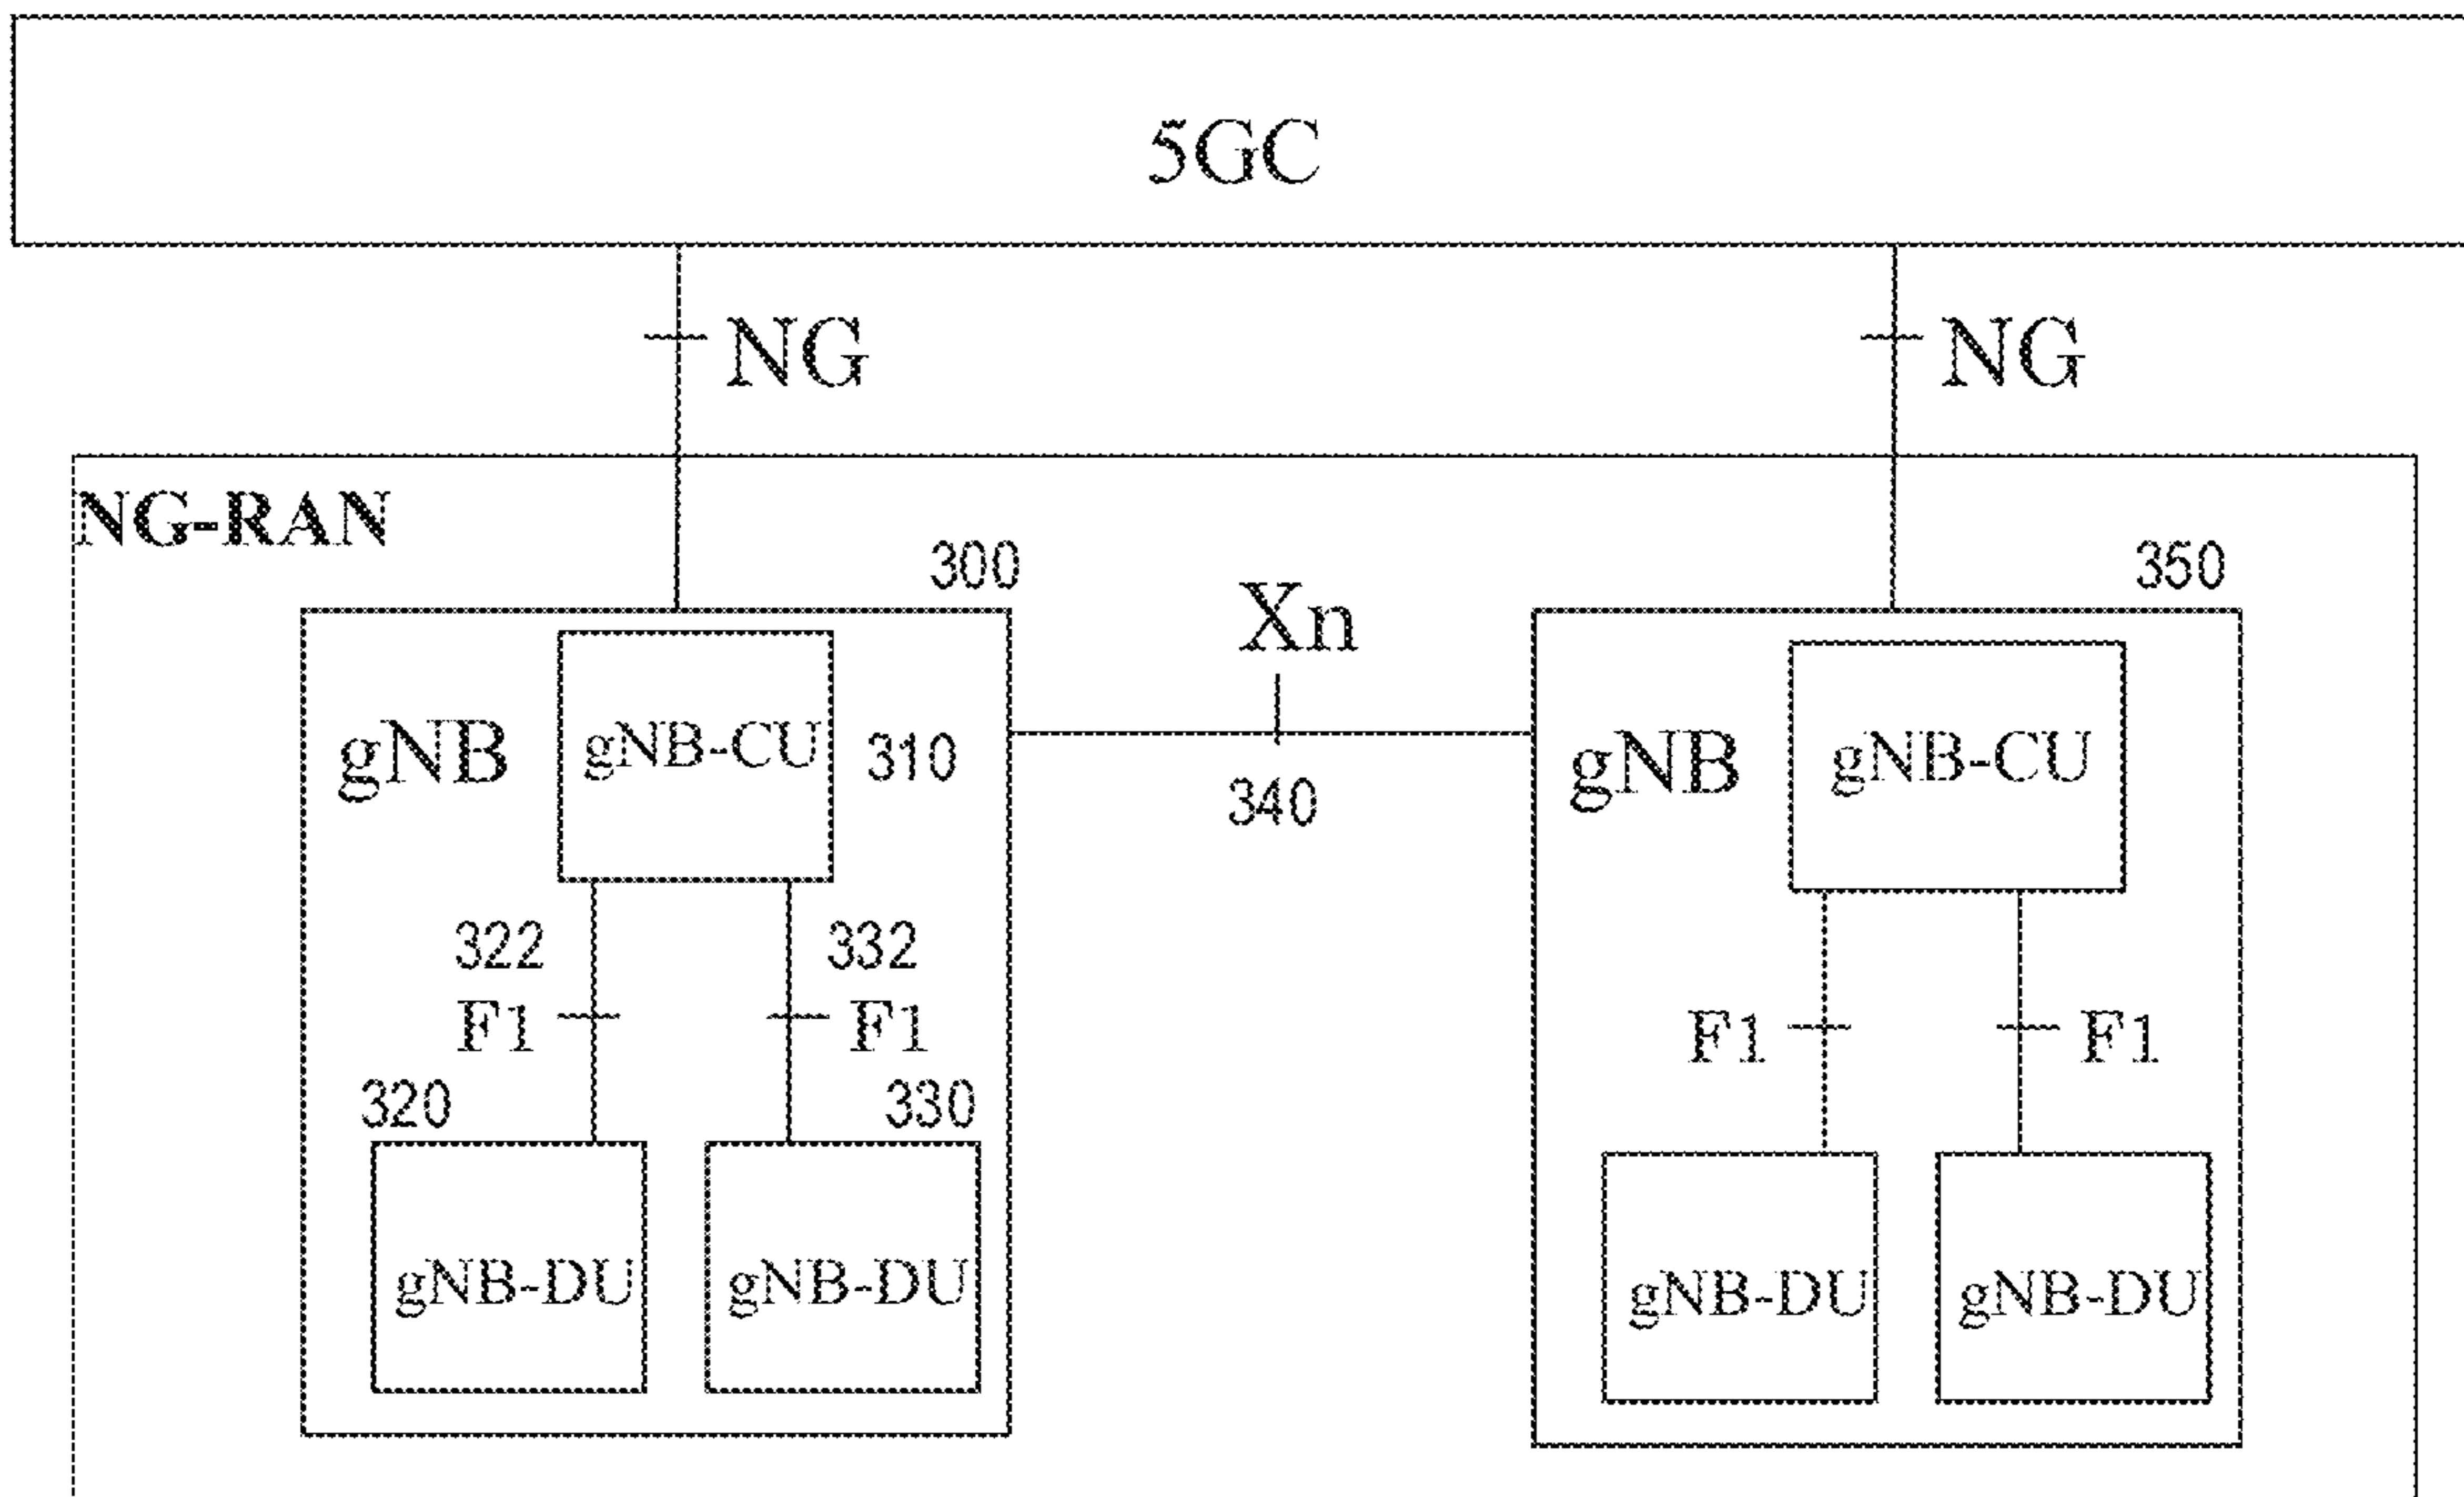 5GC
NG
NG
NG-RAN
300
350
Xn
gNB
gNB-CU
310
340
gNB
gNB-CU
322
332
F1
F1
F1
F1
320
330
gNB-DU
gNB-DU
gNB-DU
gNB-DU